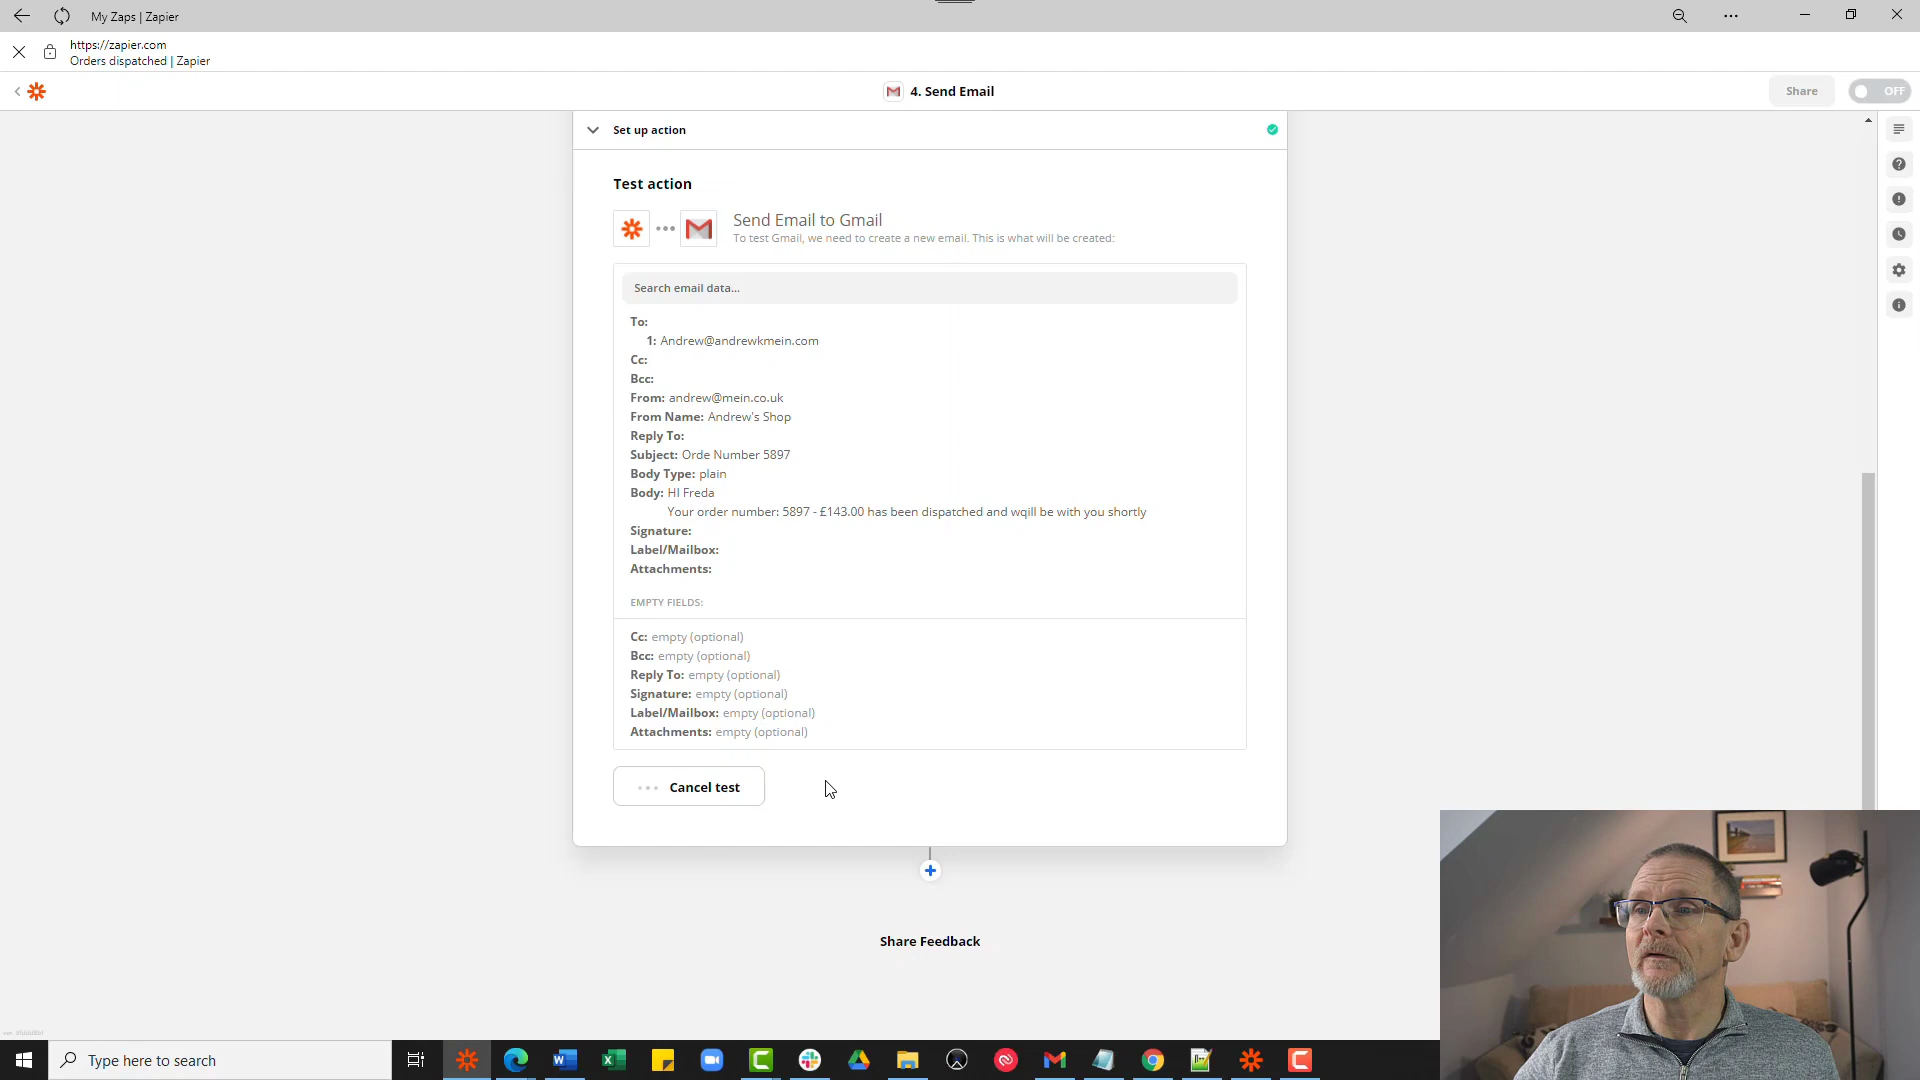 My Zaps | Zapier
https://zapier.com
Orders dispatched | Zapier
4. Send Email
Share
OFF
Set up action
Test action
Send Email to Gmail
To test Gmail, we need to create a new email. This is what will be created:
Search email data...
To:
1: Andrew@andrewkmein.com
Cc:
Bcc:
From: andrew@mein.co.uk
From Name: Andrew's Shop
Reply To:
Subject: Orde Number 5897
Body Type: plain
Body: HI Freda
Your order number: 5897 - £143.00 has been dispatched and wqill be with you shortly
Signature:
Label/Mailbox:
Attachments:
EMPTY FIELDS:
Cc: empty (optional)
Bcc: empty (optional)
Reply To: empty (optional)
Signature: empty (optional)
Label/Mailbox: empty (optional)
Attachments: empty (optional)
Cancel test
Share Feedback
Type here to search